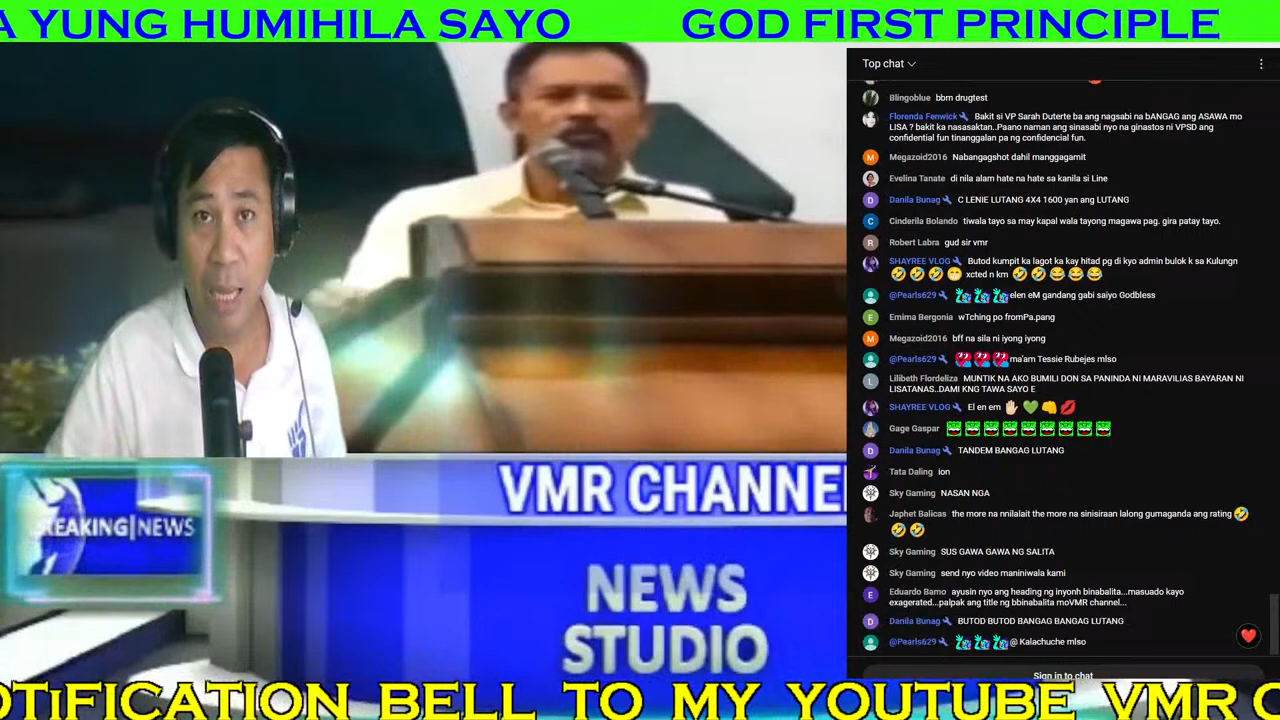 A YUNG HUMIHILA SAYO GOD FIRST PRINCIPLE
Top chat
Blingoblue bbm drugtest
Florenda Fenwick Bakit si VP Sarah Duterte ba ang nagsabi na bANGAG ang ASAWA mo
LISA ? bakit ka nasasaktan..Paano naman ang sinasabi nyo na ginastos ni VPSD ang
confidential fun tinanggalan pa ng confidencial fun.
Megazoid2016 Nabangagshot dahil manggagamit
Evelina Tanate di nila alam hate na hate sa kanila si Line
Danila Bunag C LENIE LUTANG 4X4 1600 yan ang LUTANG
Cinderila Bolando tiwala tayo sa may kapal wala tayong magawa pag. gira patay tayo.
Robert Labra gud sir vmr
SHAYREE VLOG Butod kumpit ka lagot ka kay hitad pg di kyo admin bulok k sa Kulungn
🤣🤣🤣😁 xcted n km 🤣🤣😂😂😂
@Pearls629 elen eM gandang gabi saiyo Godbless
Emima Bergonia wTching po fromPa.pang
Megazoid2016 bff na sila ni iyong iyong
@Pearls629 ma'am Tessie Rubejes mlso
Lilibeth Flordeliza MUNTIK NA AKO BUMILI DON SA PANINDA NI MARAVILIAS BAYARAN NI
LISATANAS..DAMI KNG TAWA SAYO E
SHAYREE VLOG El en em 🖐🏻💚👊💋
Gage Gaspar
Danila Bunag TANDEM BANGAG LUTANG
Tata Daling ion
Sky Gaming NASAN NGA
Japhet Balicas the more na nnilalait the more na sinisiraan lalong gumaganda ang rating 🤣
🤣🤣
Sky Gaming SUS GAWA GAWA NG SALITA
Sky Gaming send nyo video maniniwala kami
Eduardo Bamo ayusin nyo ang heading ng inyonh binabalita...masuado kayo
exagerated...palpak ang title ng bbinabalita moVMR channel...
Danila Bunag BUTOD BUTOD BANGAG BANGAG LUTANG
@Pearls629 @ Kalachuche mlso
Sign in to chat
VMR CHANNE
REAKING|NEWS
NEWS
STUDIO
OTIFICATION BELL TO MY YOUTUBE VMR C